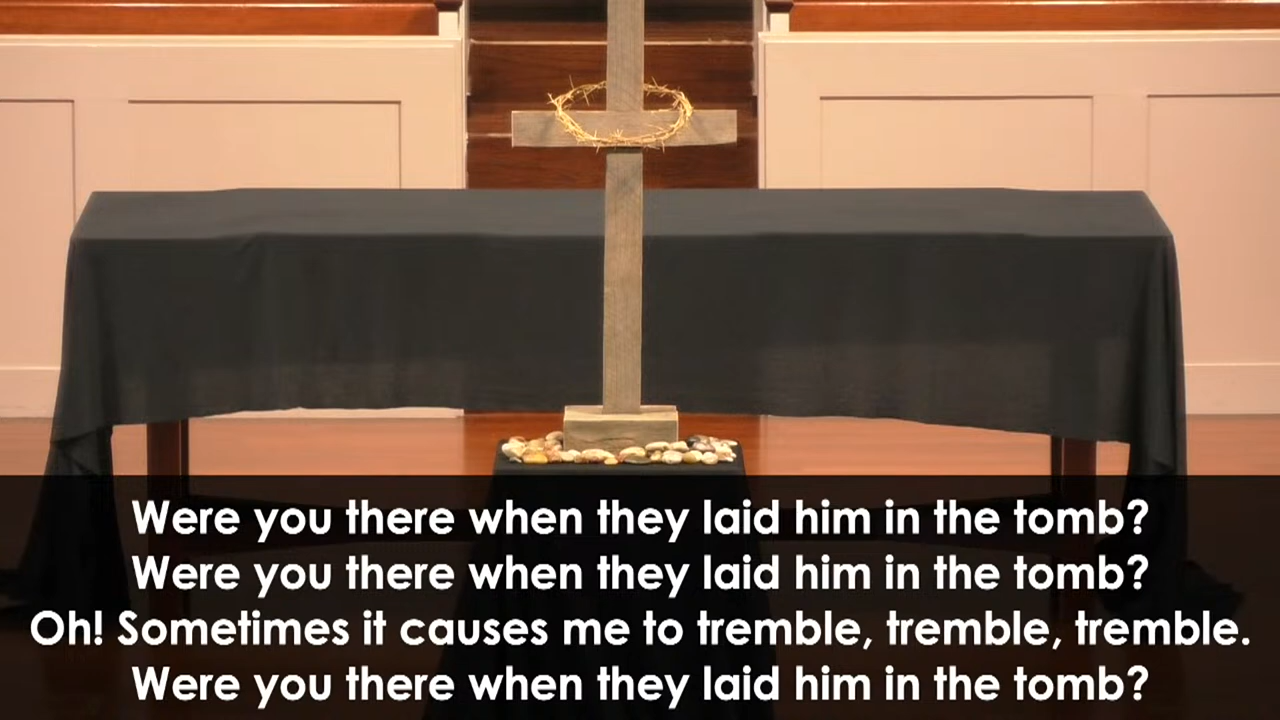 Were you there when they laid him in the tomb?
Were you there when they laid him in the tomb?
Oh! Sometimes it causes me to tremble, tremble, tremble.
Were you there when they laid him in the tomb?